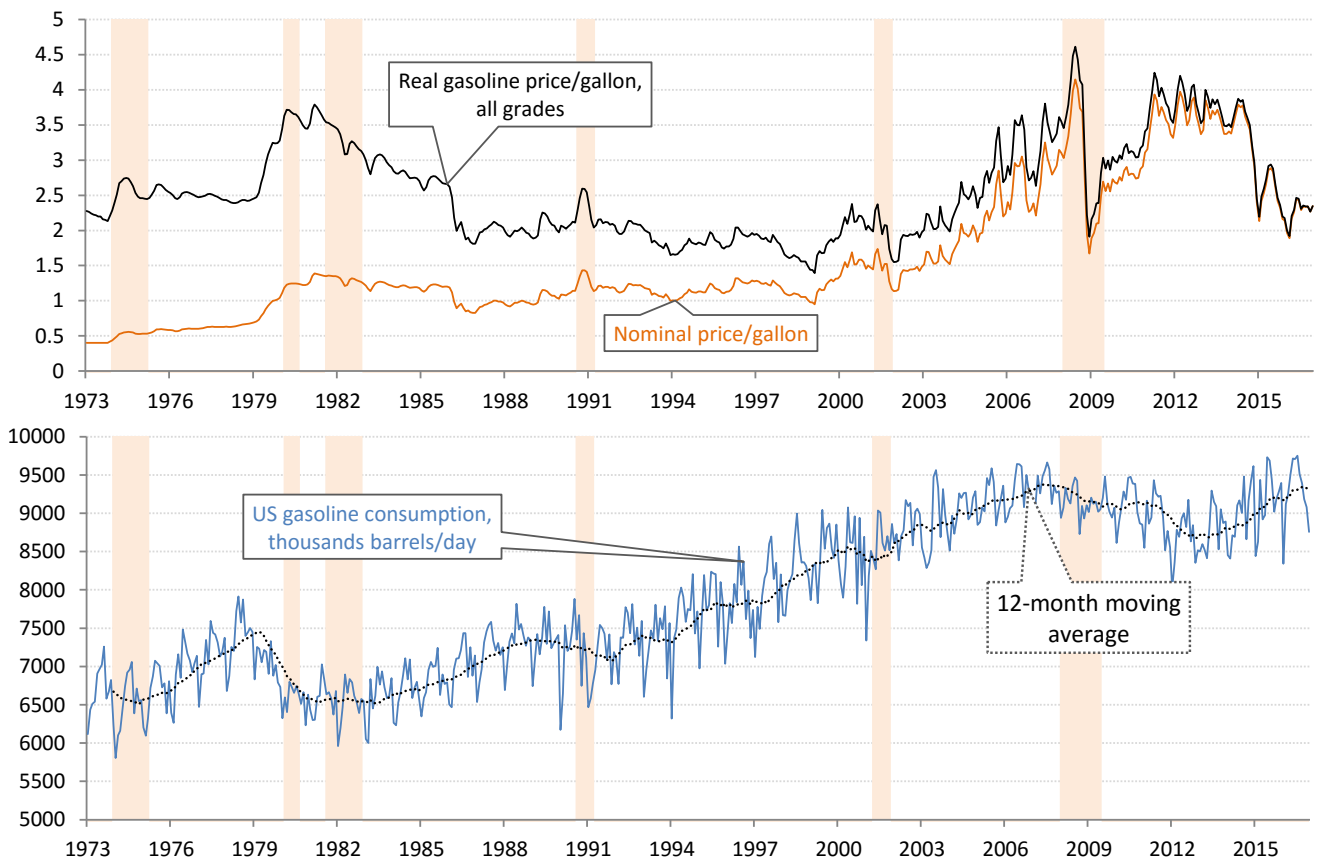 5
4.5
4
3.5
3
2.5
2
1.5
1
0.5
0
Real gasoline price/gallon,
all grades
Nominal price/gallon
1973 1976 1979 1982 1985 1988 1991 1994 1997 2000 2003 2006 2009 2012 2015
10000
9500
9000
8500
8000
7500
7000
6500
6000
5500
5000
US gasoline consumption,
thousands barrels/day
12-month moving
average
1973 1976 1979 1982 1985 1988 1991 1994 1997 2000 2003 2006 2009 2012 2015